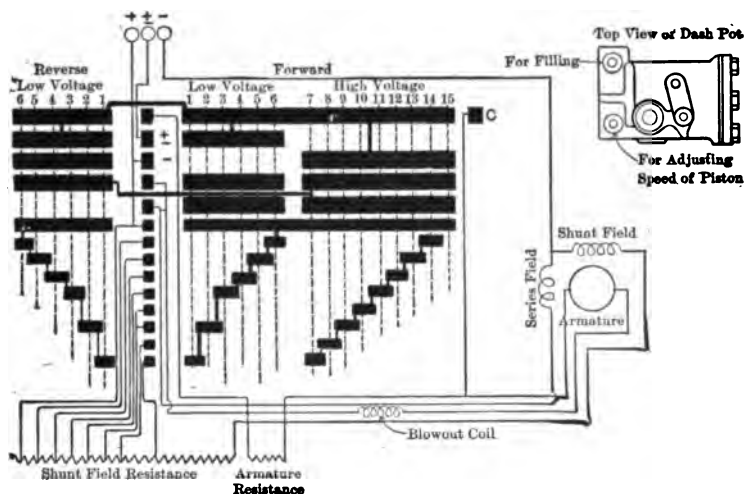 + ± -
Top View of Dash Pot
For Filling
Reverse
Low Voltage
6 5 4 3 2 1
Forward
Low Voltage
1 2 3 4 5 6
High Voltage
7 8 9 10 11 12 13 14 15
C
+
-
For Adjusting
Speed of Piston
Shunt Field
Series Field
Armature
Blowout Coil
Shunt Field Resistance
Armature
Resistance